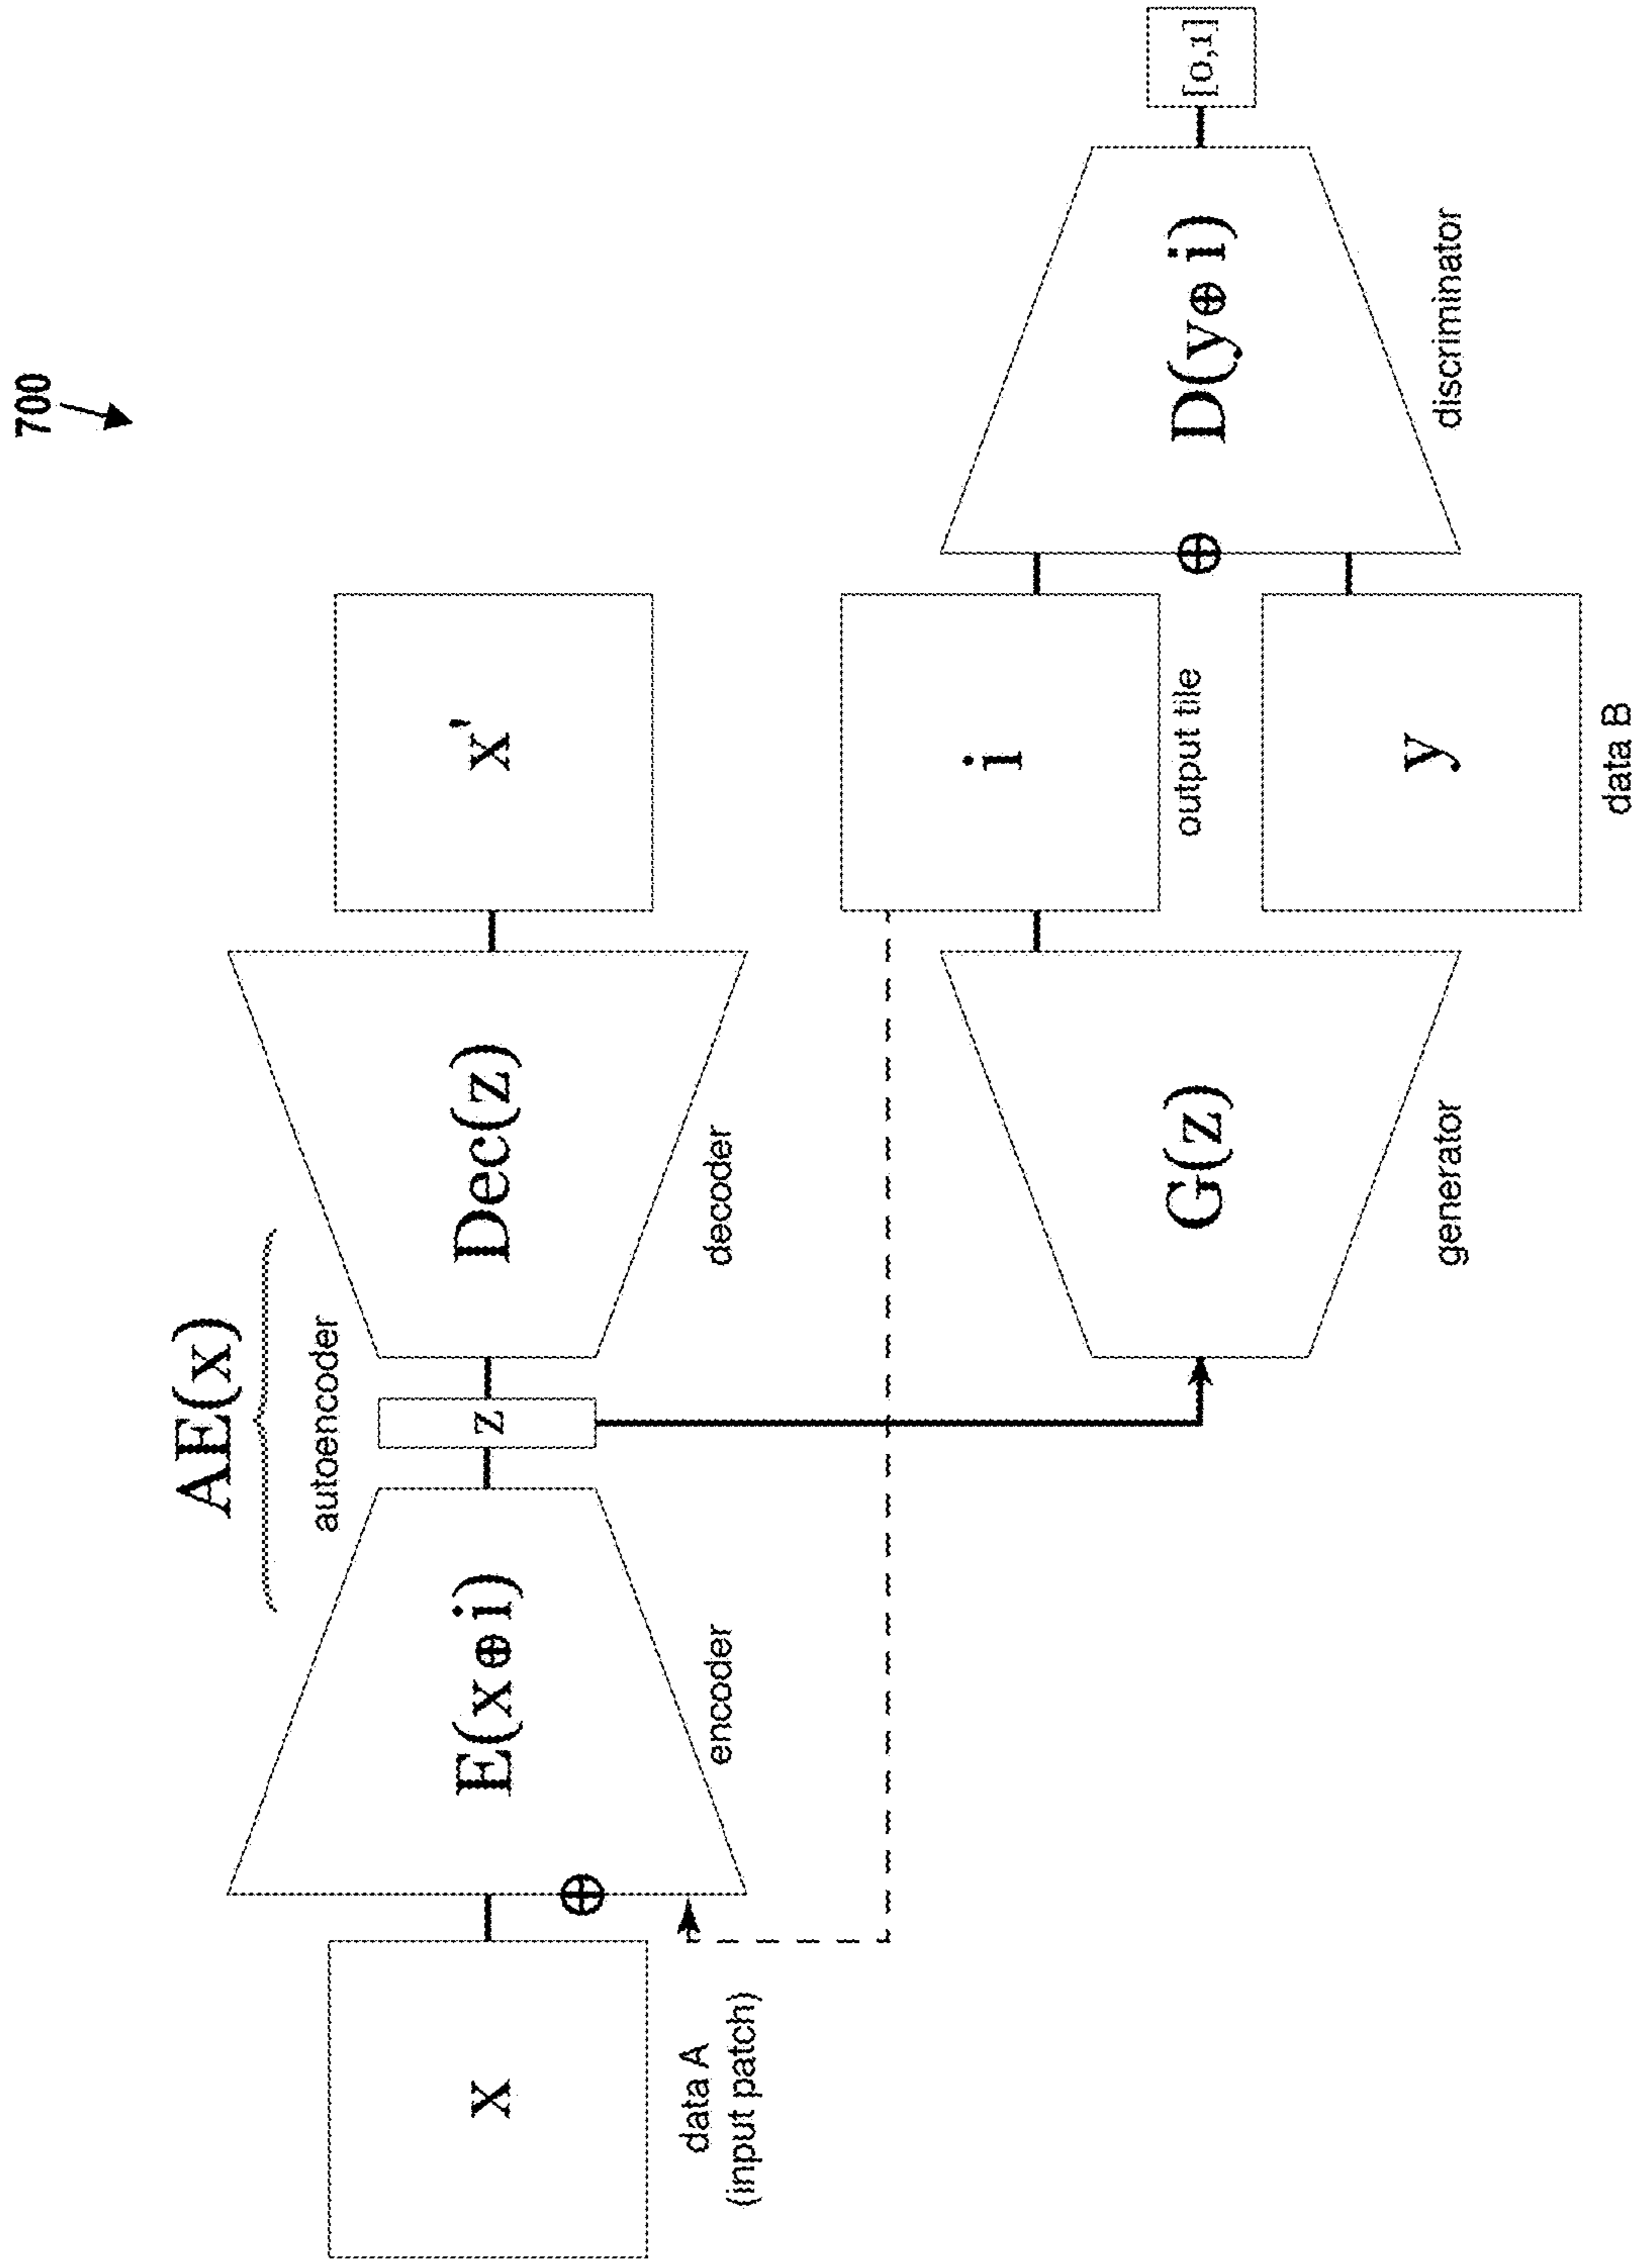 700
AE(x)
autoencoder
x
data A
(input patch)
⊕
E(x⊕i)
encoder
z
Dec(z)
decoder
x'
G(z)
generator
i
output tile
y
data B
⊕
D(y⊕i)
discriminator
[0,1]